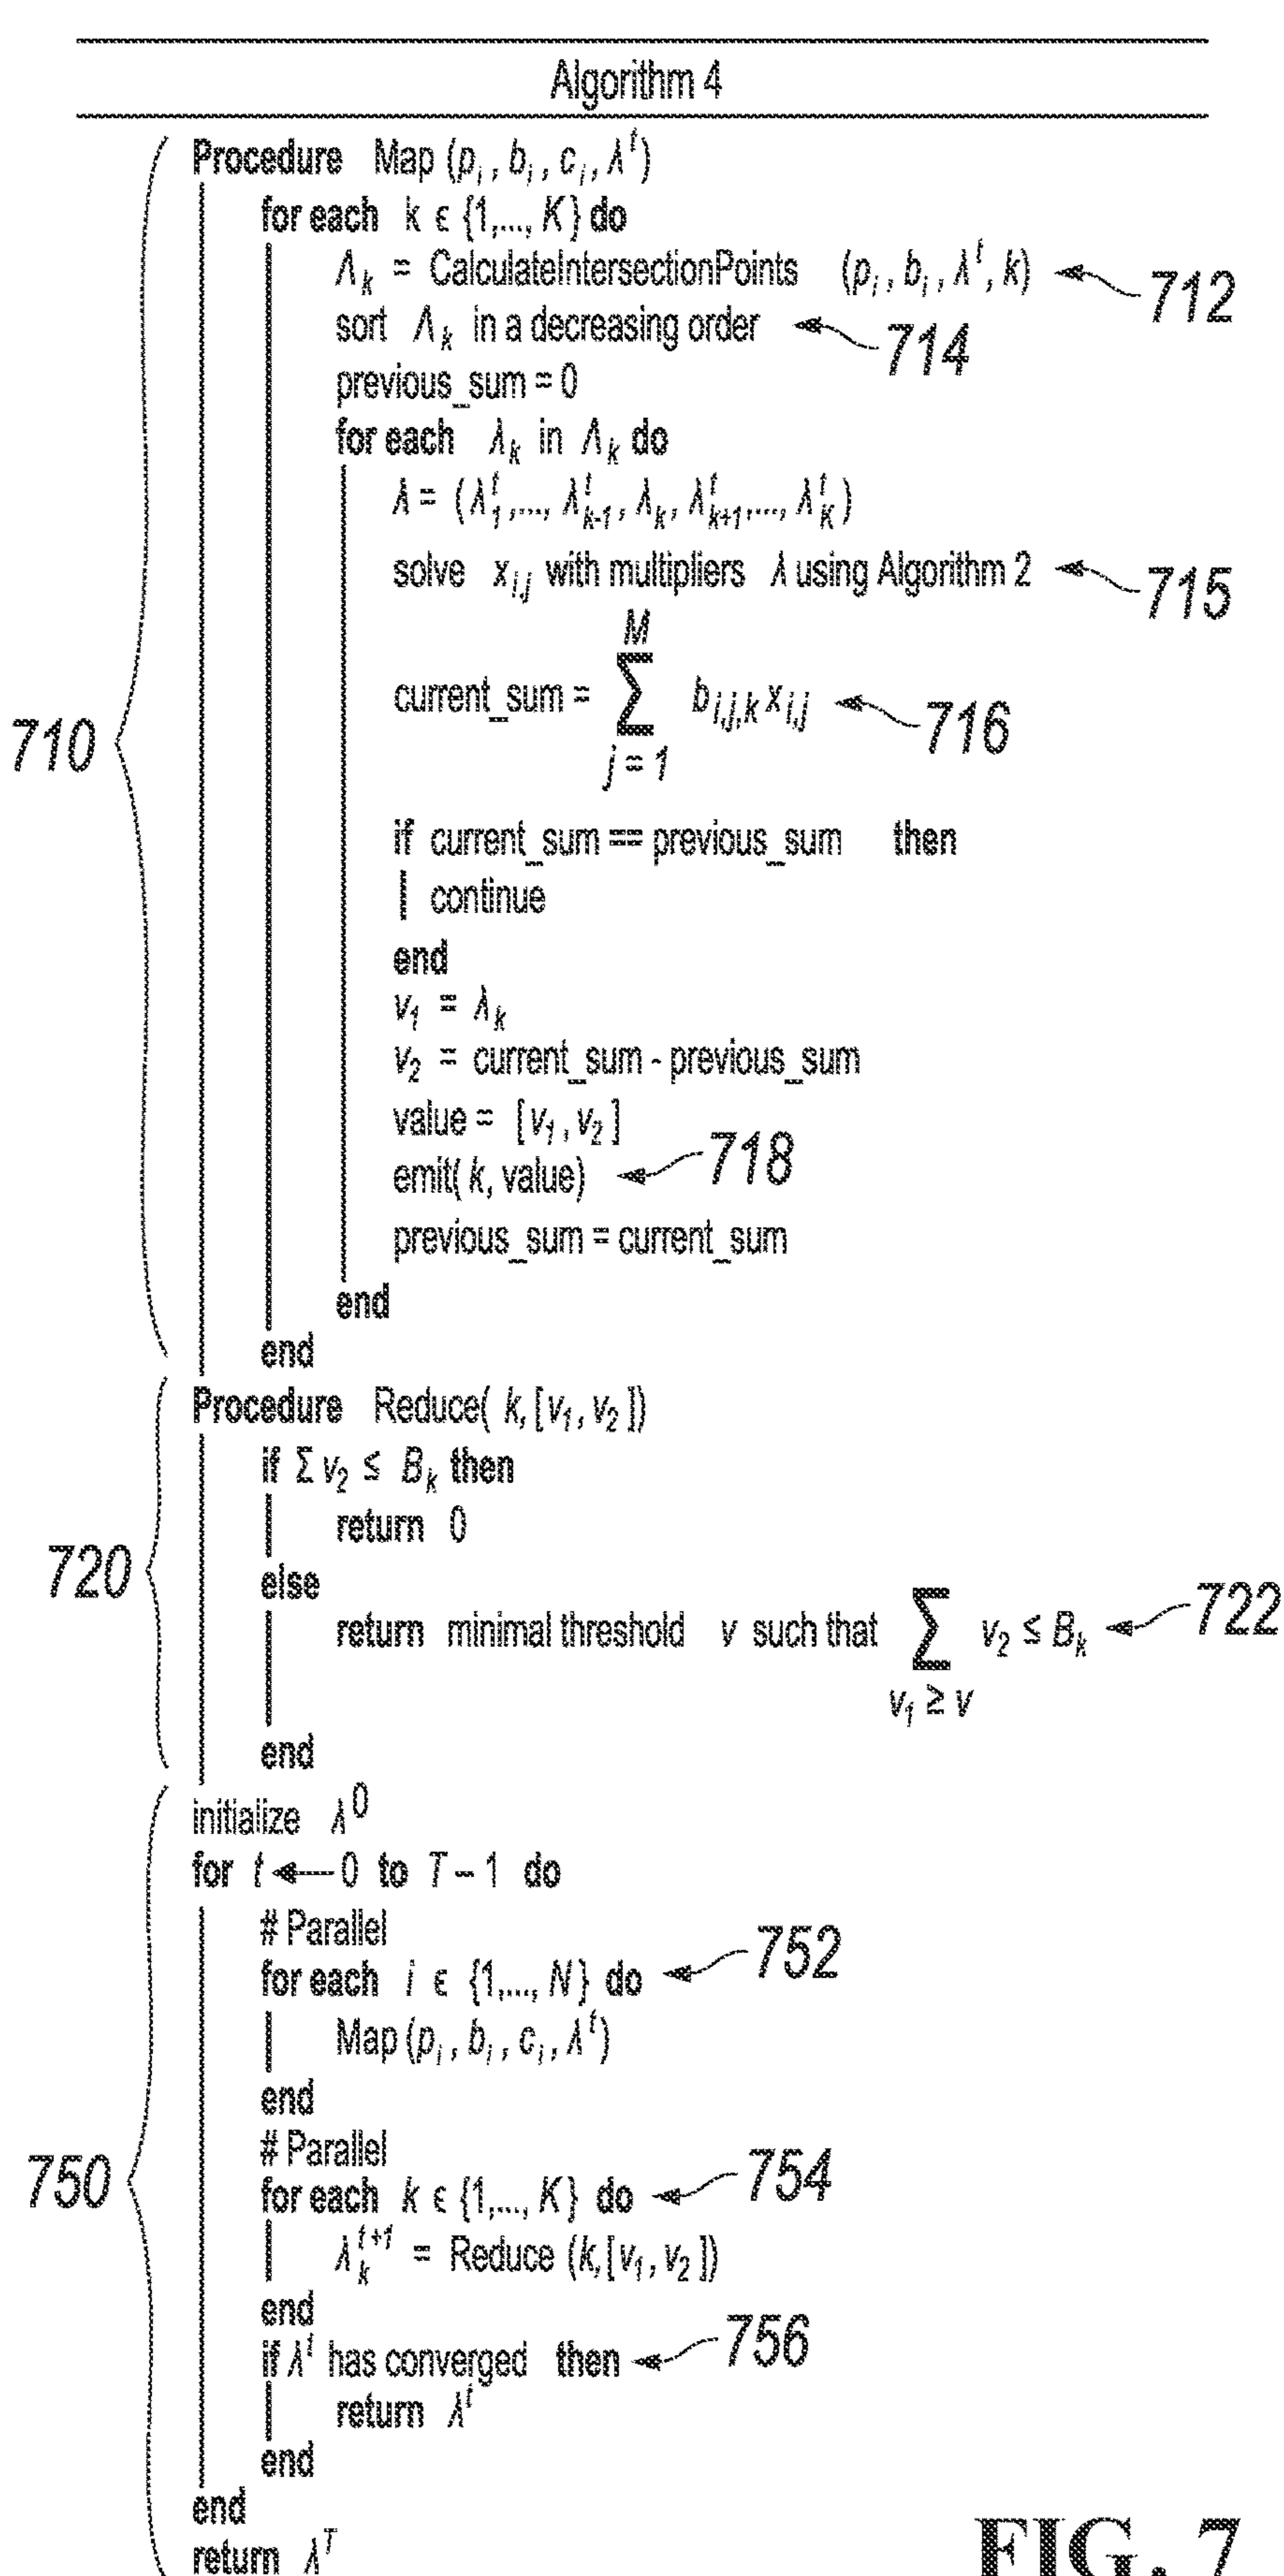 Algorithm 4
Procedure Map (p_i, b_i, c_i, λ^t)
for each k ϵ {1,..., K} do
Λ_k = CalculateIntersectionPoints (p_i, b_i, λ^t, k) 712
sort Λ_k in a decreasing order 714
previous_sum = 0
for each λ_k in Λ_k do
λ = (λ_1^t,..., λ_{k-1}^t, λ_k, λ_{k+1}^t,..., λ_K^t)
solve x_{i,j} with multipliers λ using Algorithm 2 715
710 current_sum = Σ_{j = 1}^{M} b_{i,j,k} x_{i,j} 716
if current_sum == previous_sum then
continue
end
v_1 = λ_k
v_2 = current_sum - previous_sum
value = [v_1, v_2]
emit( k, value) 718
previous_sum = current_sum
end
end
Procedure Reduce( k, [v_1, v_2])
if Σ v_2 ≤ B_k then
return 0
720 else
return minimal threshold v such that Σ_{v_1 ≥ v} v_2 ≤ B_k 722
end
initialize λ^0
for t ← 0 to T – 1 do
# Parallel
for each i ϵ {1,..., N} do 752
Map (p_i, b_i, c_i, λ^t)
end
# Parallel
750 for each k ϵ {1,..., K} do 754
λ_k^{t+1} = Reduce (k, [v_1, v_2])
end
if λ^t has converged then 756
return λ^t
end
end
return λ^T
FIG. 7